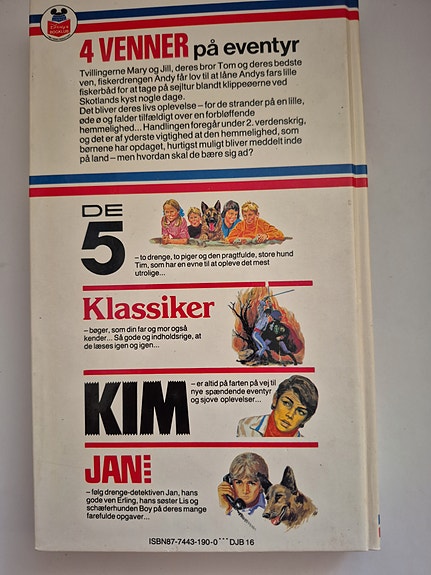 Disney's
BOGKLUB
4 VENNER på eventyr
Tvillingerne Mary og Jill, deres bror Tom og deres bedste
ven, fiskerdrengen Andy får lov til at låne Andys fars lille
fiskerbåd for at tage på sejltur blandt klippeøerne ved
Skotlands kyst nogle dage.
Det bliver deres livs oplevelse – for de strander på en lille,
øde ø og falder tilfældigt over en forbløffende
hemmelighed... Handlingen foregår under 2. verdenskrig,
og det er af yderste vigtighed at den hemmelighed, som
børnene har opdaget, hurtigst muligt bliver meddelt inde
på land – men hvordan skal de bære sig ad?
DE
5
– to drenge, to piger og den pragtfulde, store hund
Tim, som har en evne til at opleve det mest
utrolige...
Klassiker
– bøger, som din far og mor også
kender... Så gode og indholdsrige, at
de læses igen og igen...
KIM
– er altid på farten på vej til
nye spændende eventyr
og sjove oplevelser...
JAN
– følg drenge-detektiven Jan, hans
gode ven Erling, hans søster Lis og
schæferhunden Boy på deres mange
farefulde opgaver...
ISBN 87-7443-190-0*** DJB 16